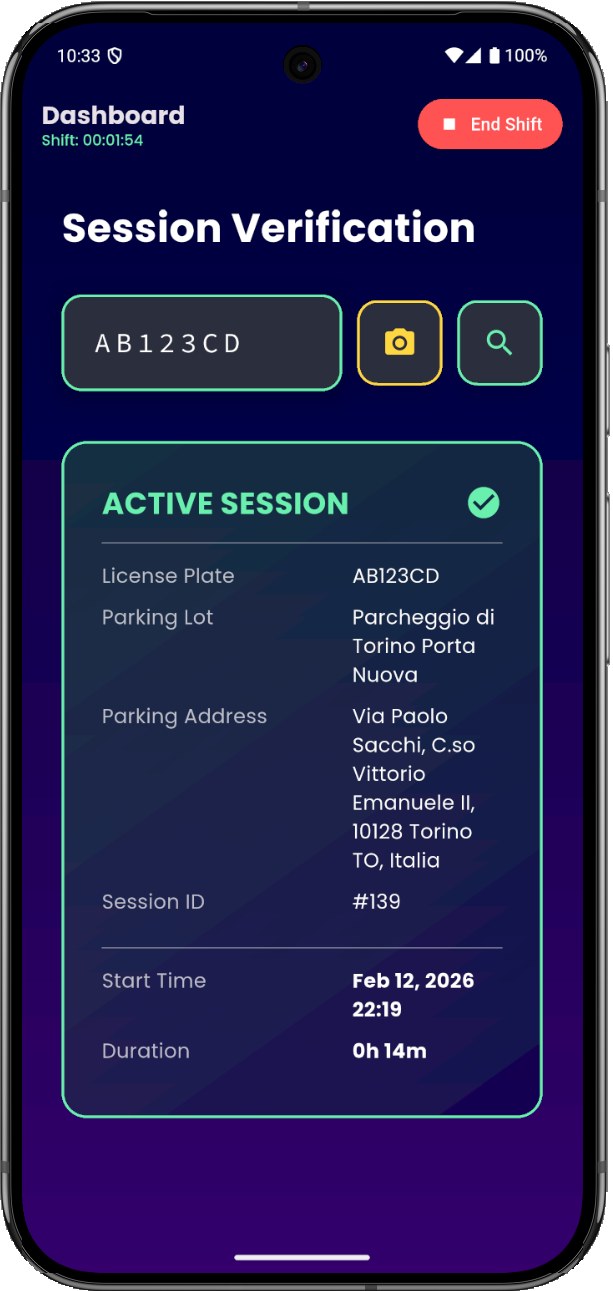 10:33
100%
Dashboard
Shift: 00:01:54
End Shift
Session Verification
AB123CD
ACTIVE SESSION
License Plate
AB123CD
Parking Lot
Parcheggio di
Torino Porta
Nuova
Parking Address
Via Paolo
Sacchi, C.so
Vittorio
Emanuele II,
10128 Torino
TO, Italia
Session ID
#139
Start Time
Feb 12, 2026
22:19
Duration
0h 14m